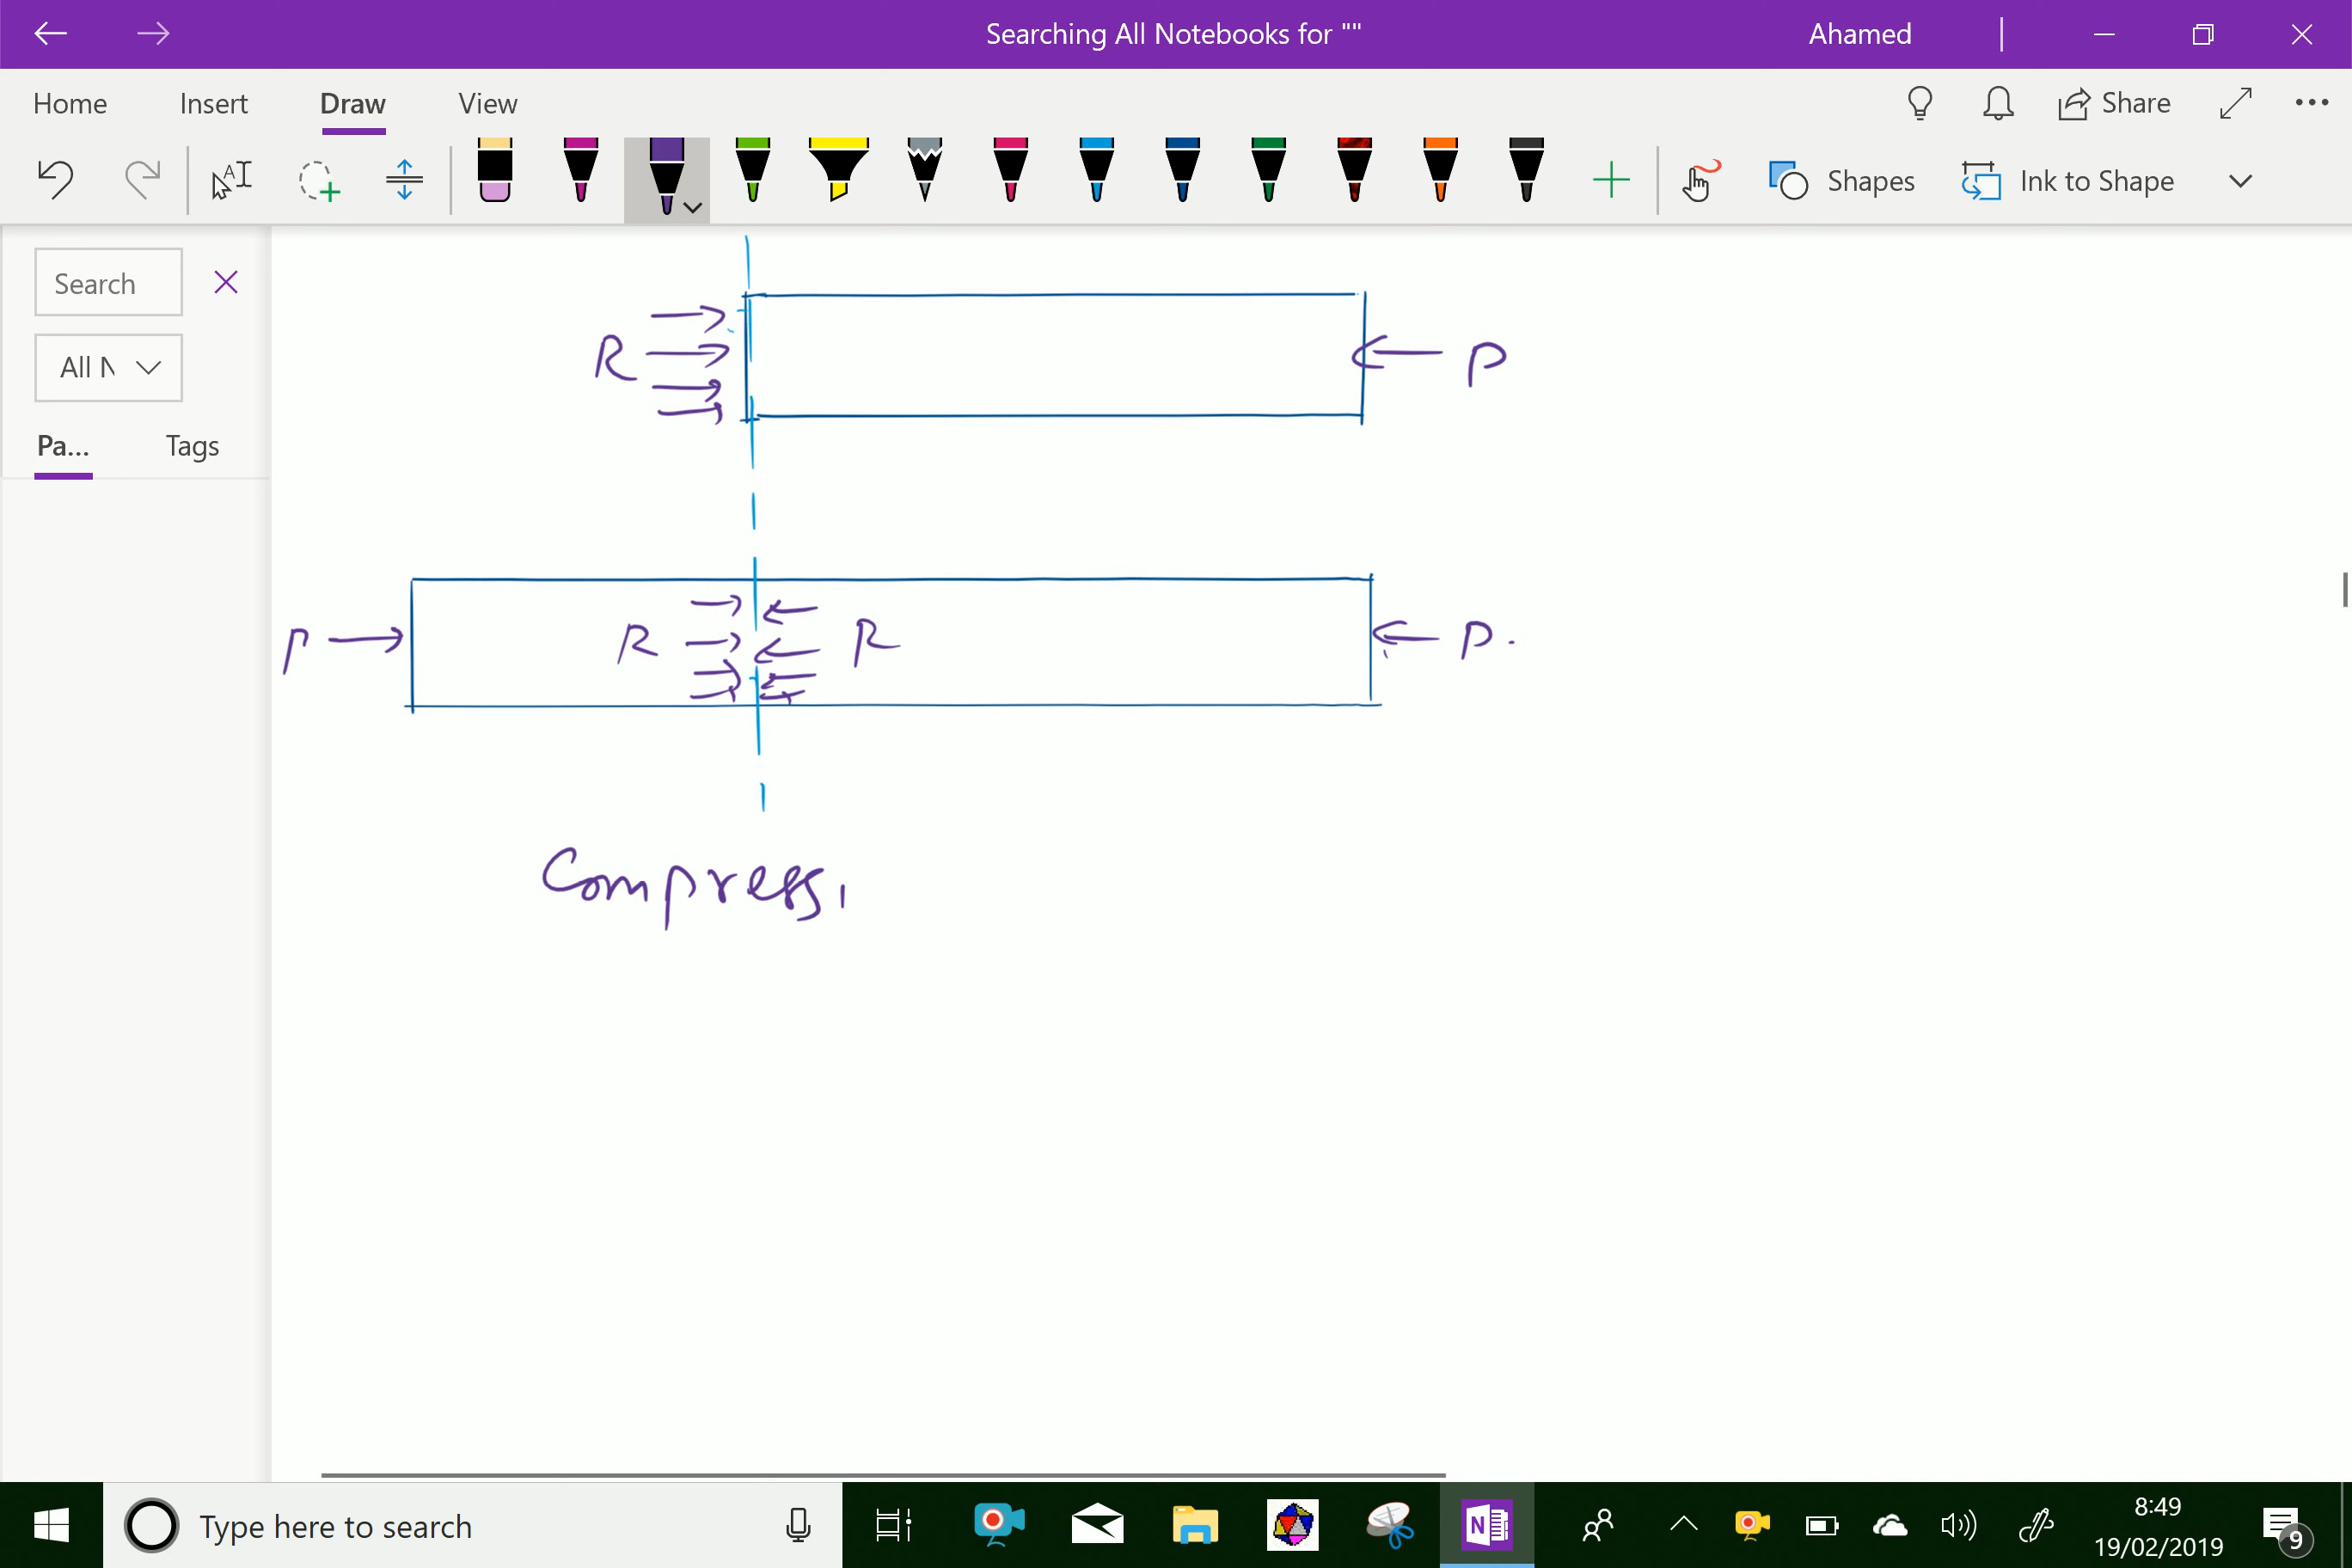 Searching All Notebooks for ""
Ahamed
Home Insert Draw View
Share
Shapes
Ink to Shape
Search
All N
Pa...
Tags
R
P
P
R
R
P.
Compress
Type here to search
8:49
19/02/2019
9